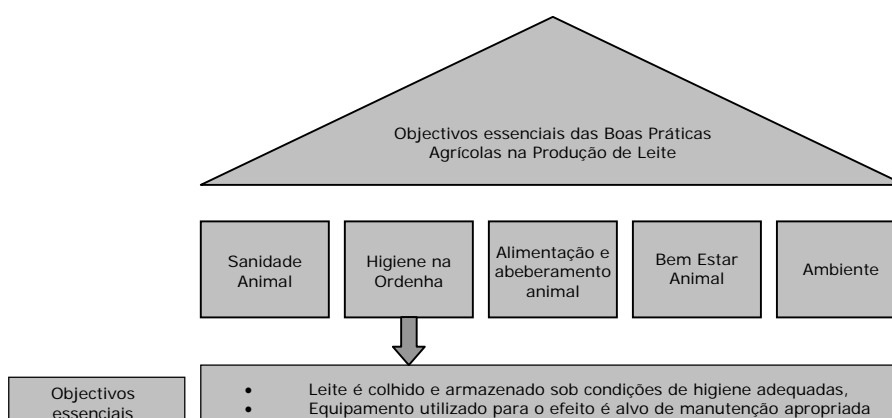 Objectivos essenciais das Boas Práticas
Agrícolas na Produção de Leite
Sanidade
Animal
Higiene na
Ordenha
Alimentação e
abeberamento
animal
Bem Estar
Animal
Ambiente
Objectivos
essenciais
• Leite é colhido e armazenado sob condições de higiene adequadas,
• Equipamento utilizado para o efeito é alvo de manutenção apropriada